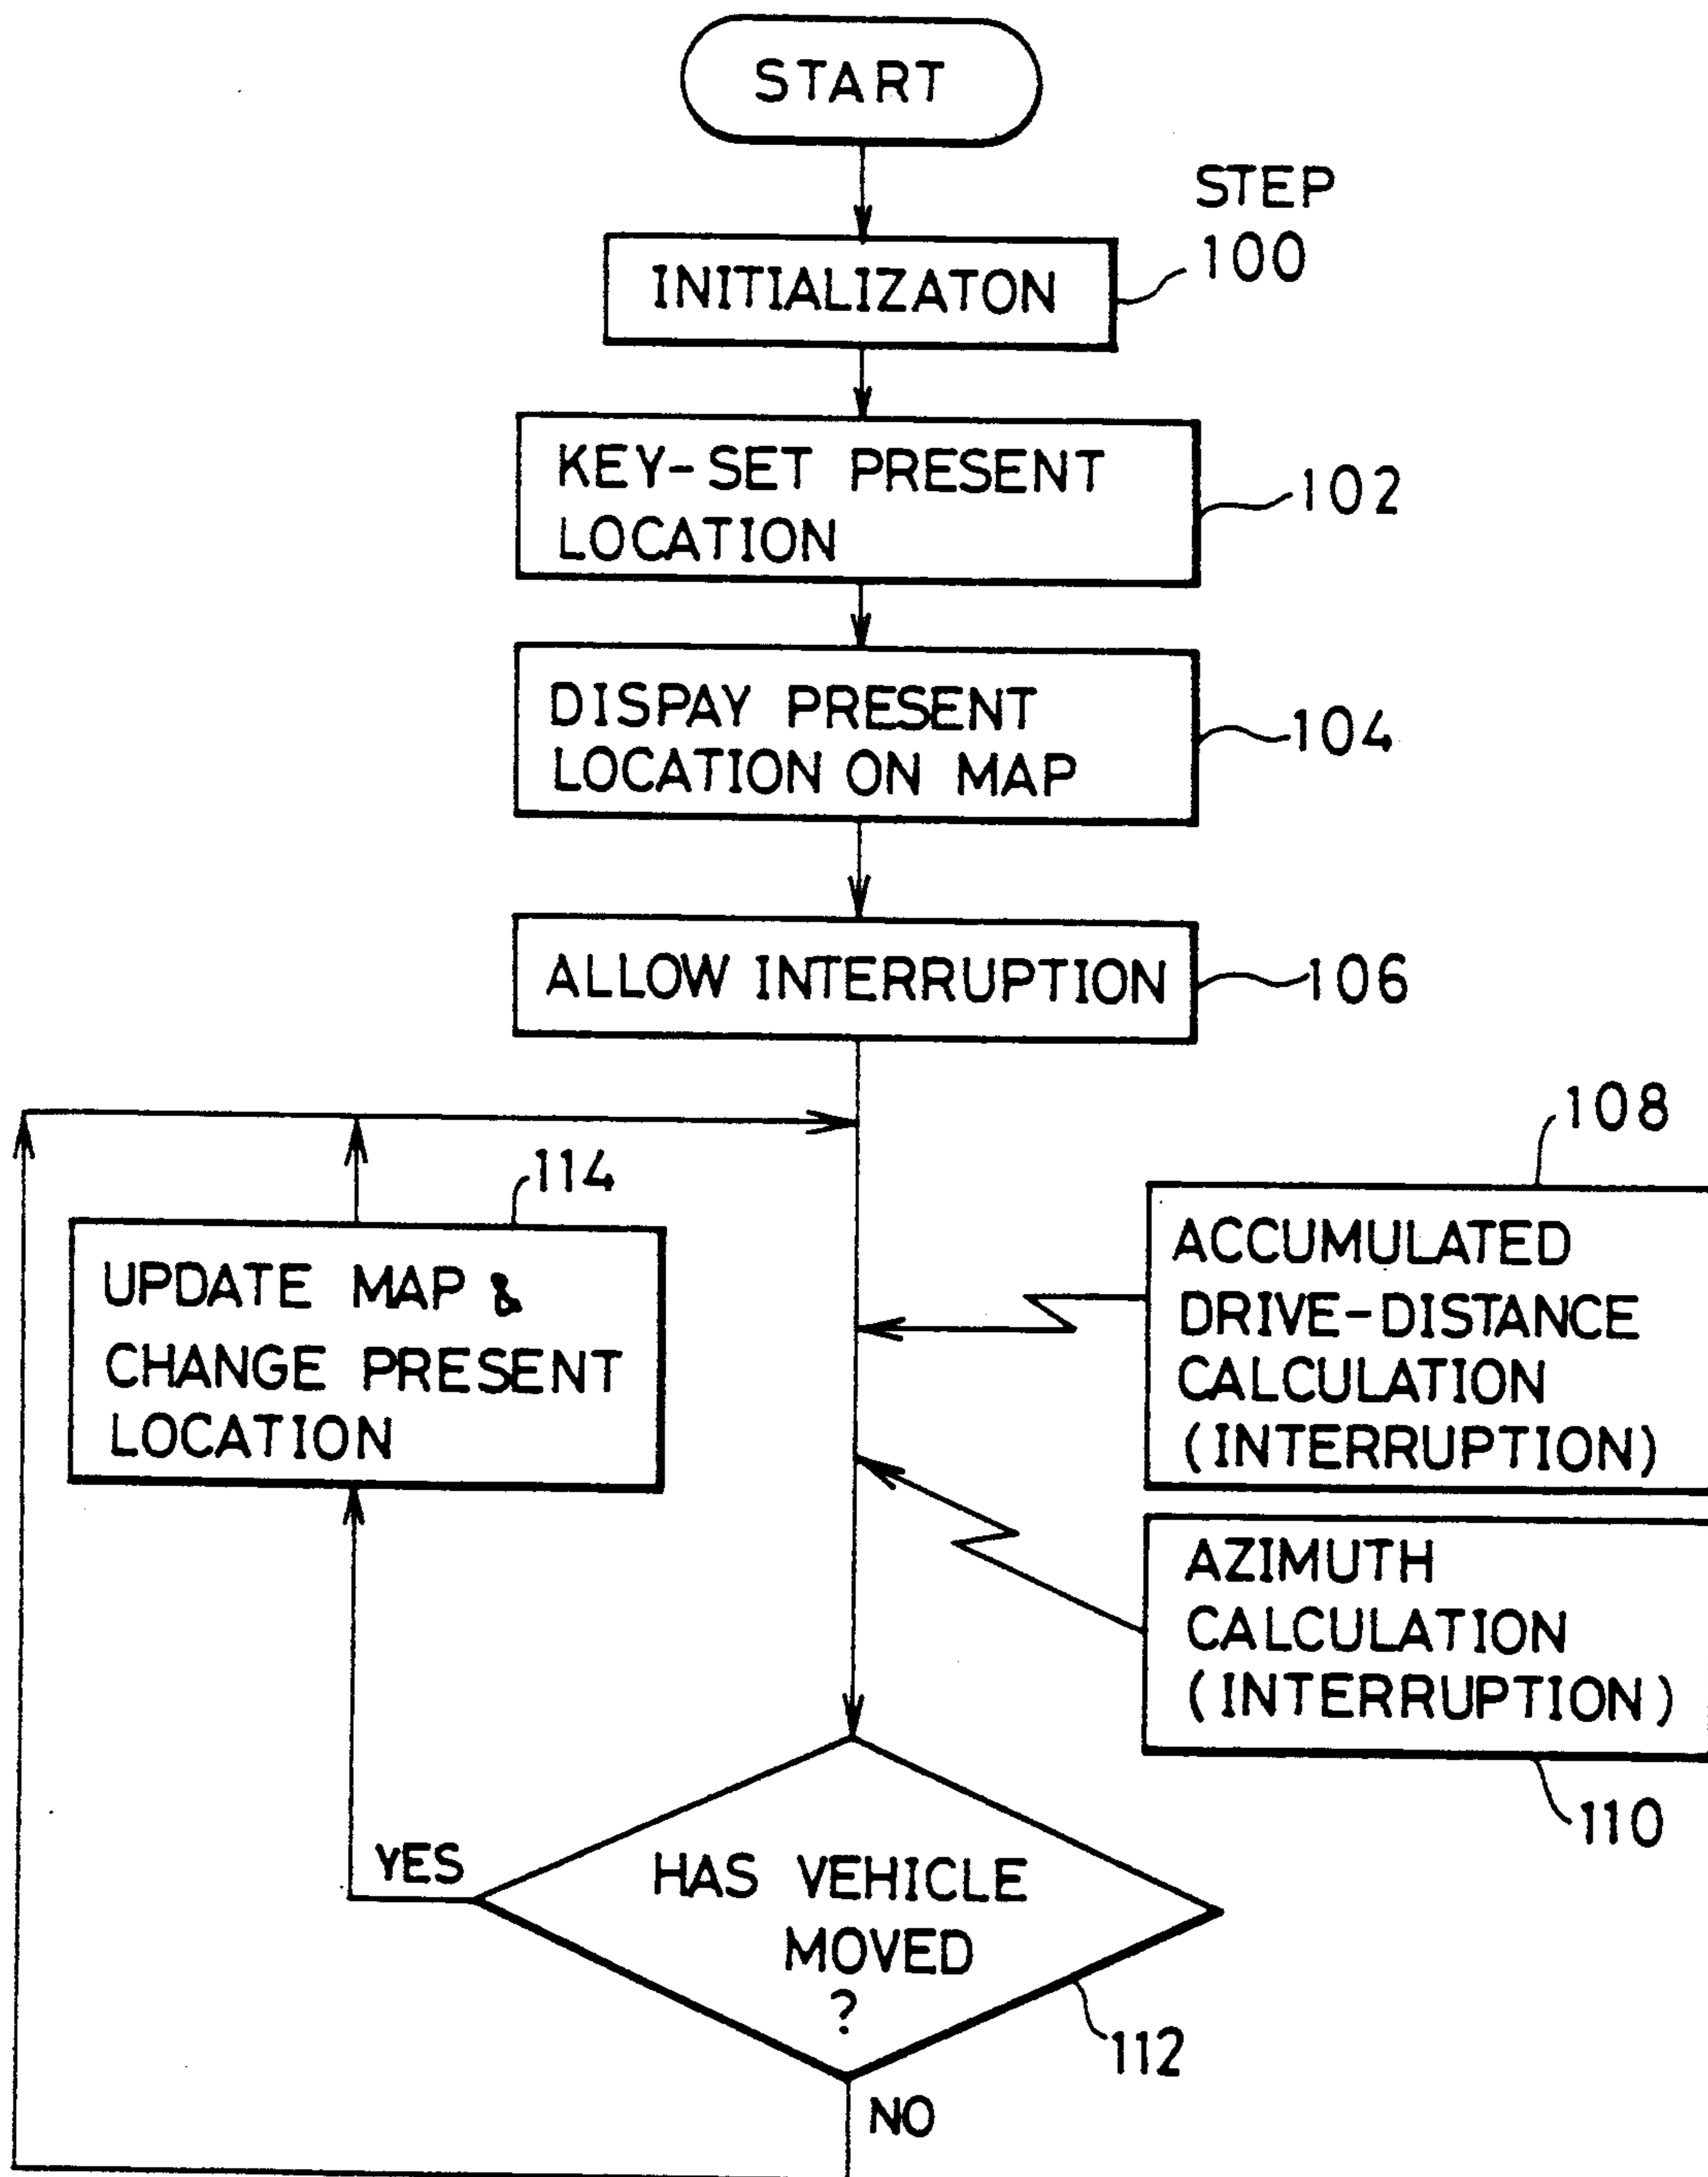 START
STEP
100
INITIALIZATON
KEY-SET PRESENT
LOCATION
102
DISPAY PRESENT
LOCATION ON MAP
104
ALLOW INTERRUPTION
106
108
114
UPDATE MAP &
CHANGE PRESENT
LOCATION
ACCUMULATED
DRIVE-DISTANCE
CALCULATION
(INTERRUPTION)
AZIMUTH
CALCULATION
(INTERRUPTION)
110
YES
HAS VEHICLE
MOVED
?
112
NO